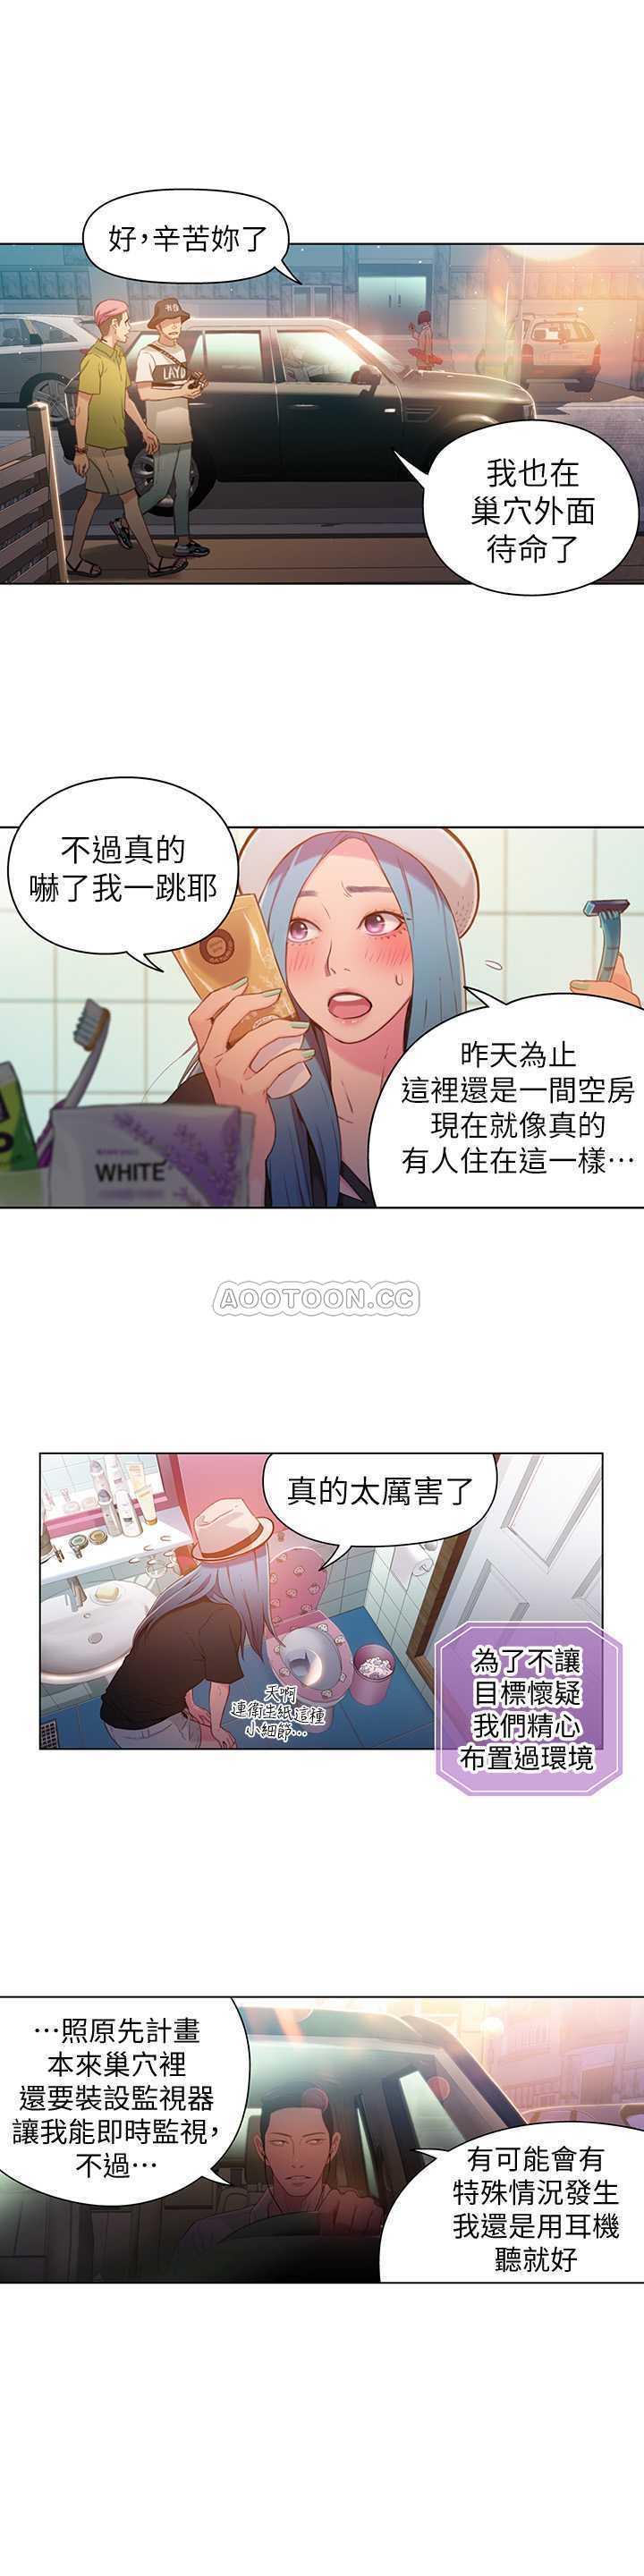 好，辛苦妳了
书信
LAYD
我也在
巢穴外面
待命了
不過真的
嚇了我一跳耶
昨天為止
這裡還是一間空房
現在就像真的
有人住在這一樣…
WHITE
AOOTOON.CC
真的太厲害了
天啊
連衛生紙這種
小細節…
為了不讓
目標懷疑
我們精心
布置過環境
…照原先計畫
本來巢穴裡
還要裝設監視器
讓我能即時監視，
不過…
有可能會有
特殊情況發生
我還是用耳機
聽就好